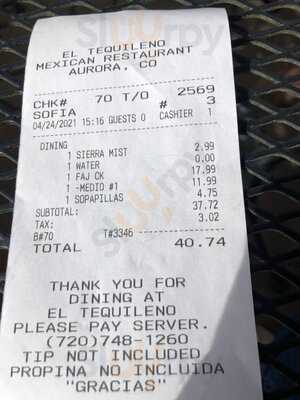 EL TEQUILENO
MEXICAN RESTAURANT
AURORA, CO
2569
CHK# 70 T/O # 3
SOFIA CASHIER 1
04/24/2021 15:16 GUESTS 0
DINING
1 SIERRA MIST 2.99
1 WATER 0.00
1 FAJ CK 17.99
1 -MEDIO #1 11.99
1 SOPAPILLAS 4.75
SUBTOTAL: 37.72
TAX: 3.02
B#70 T#3346 ----------------
TOTAL 40.74
THANK YOU FOR
DINING AT
EL TEQUILENO
PLEASE PAY SERVER.
(720)748-1260
TIP NOT INCLUDED
PROPINA NO INCLUIDA
"GRACIAS"